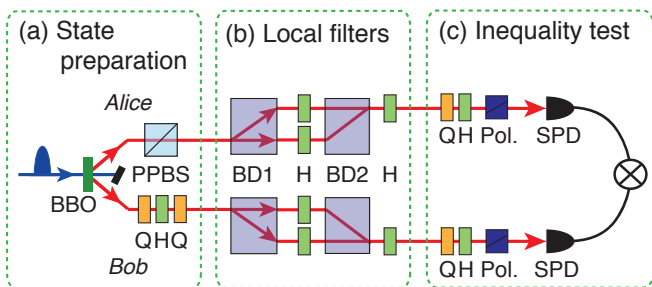 (a) State
preparation
(b) Local filters
(c) Inequality test
Alice
PPBS
BBO
QHQ
Bob
BD1
H
BD2
H
QH
Pol.
SPD
QH
Pol.
SPD